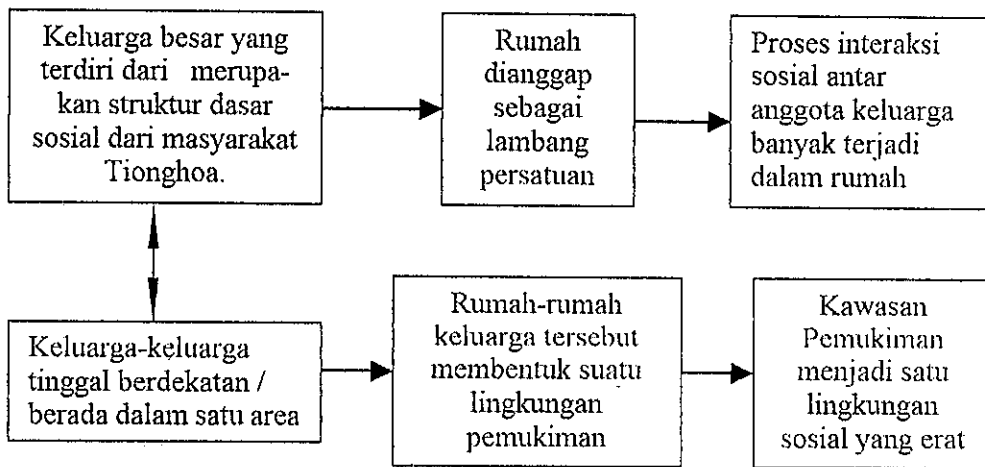 Keluarga besar yang
terdiri dari merupa-
kan struktur dasar
sosial dari masyarakat
Tionghoa.
Rumah
dianggap
sebagai
lambang
persatuan
Proses interaksi
sosial antar
anggota keluarga
banyak terjadi
dalam rumah
Keluarga-keluarga
tinggal berdekatan /
berada dalam satu area
Rumah-rumah
keluarga tersebut
membentuk suatu
lingkungan
pemukiman
Kawasan
Pemukiman
menjadi satu
lingkungan
sosial yang erat